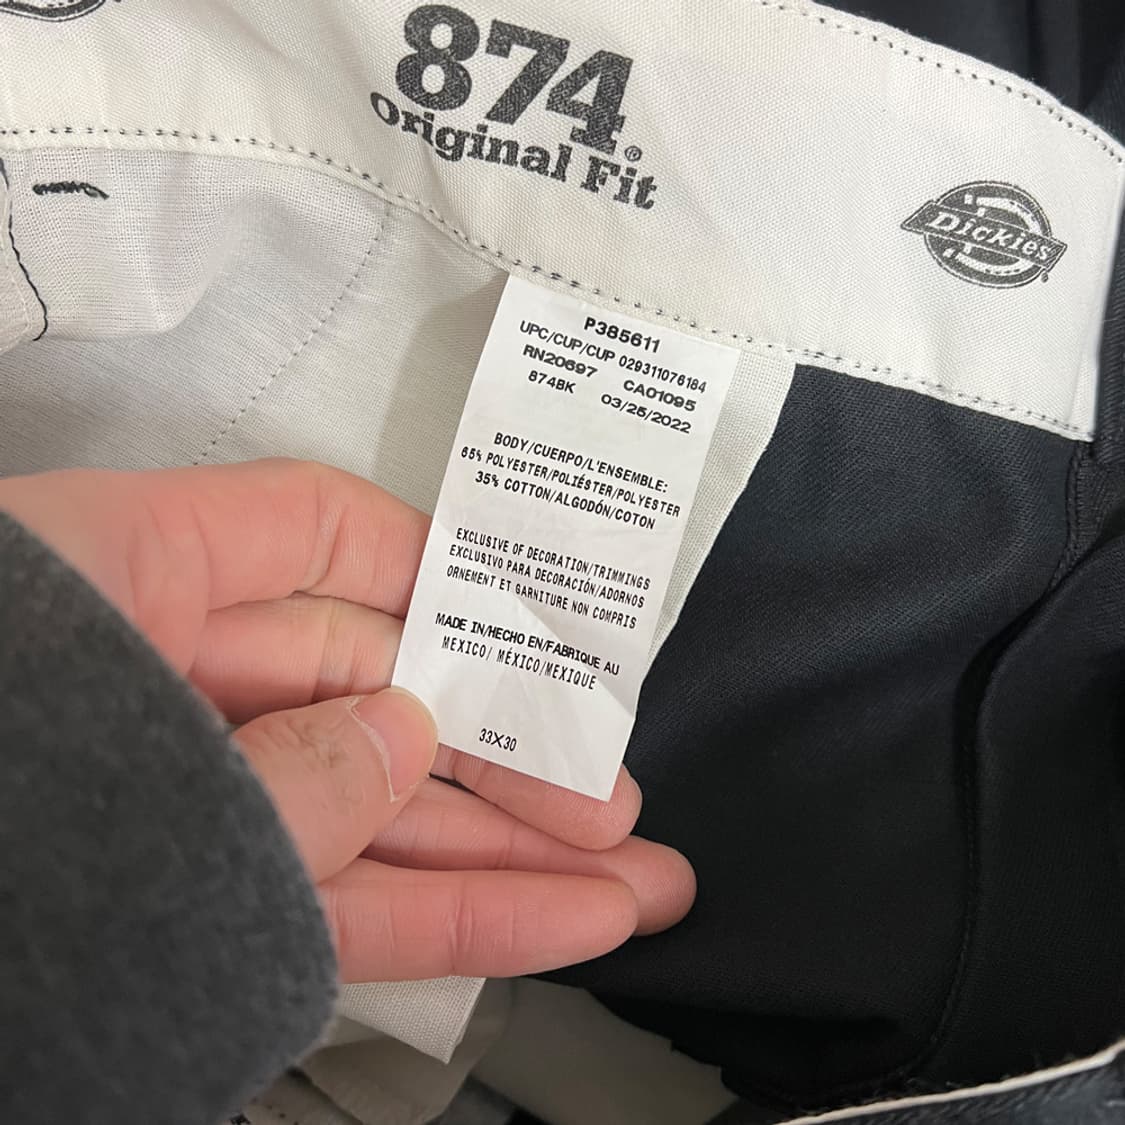 874®
Original Fit
Dickies®
P385611
UPC/CUP/CUP 029311076184
RN20697 CA01095
874BK 03/25/2022
BODY/CUERPO/L'ENSEMBLE:
65% POLYESTER/POLIÉSTER/POLYESTER
35% COTTON/ALGODÓN/COTON
EXCLUSIVE OF DECORATION/TRIMMINGS
EXCLUSIVO PARA DECORACIÓN/ADORNOS
ORNEMENT ET GARNITURE NON COMPRIS
MADE IN/HECHO EN/FABRIQUE AU
MEXICO/ MÉXICO/MEXIQUE
33X30